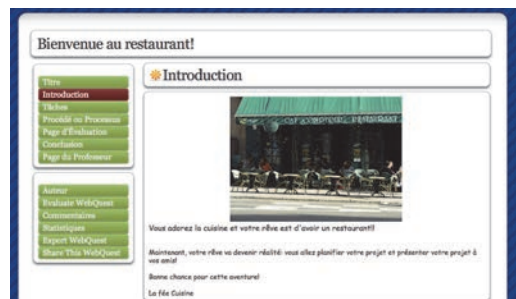 Bienvenue au restaurant!
Titre
Introduction
Tâches
Procédé ou Processus
Page d'Évaluation
Conclusion
Page du Professeur
Auteur
Evaluate WebQuest
Commentaires
Statistiques
Export WebQuest
Share This WebQuest
Introduction
CAFE CONCORDE RESTAURANT
Vous adorez la cuisine et votre rêve est d'avoir un restaurant!!
Maintenant, votre rêve va devenir réalité: vous allez planifier votre projet et présenter votre projet à
vos amis!
Bonne chance pour cette aventure!
La fée Cuisine